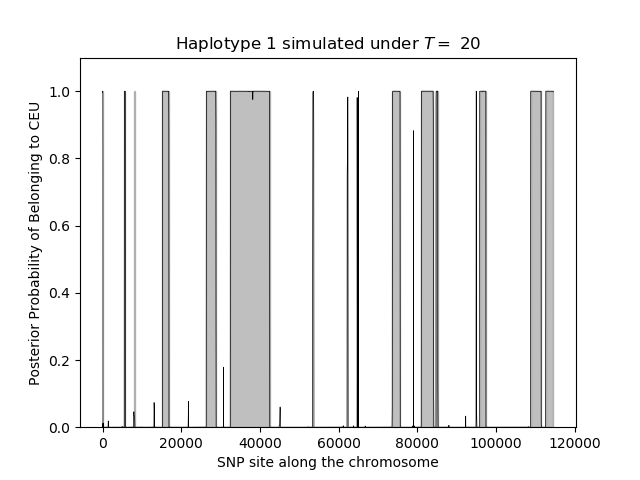 Haplotype 1 simulated under T = 20
Posterior Probability of Belonging to CEU
1.0
0.8
0.6
0.4
0.2
0.0
0 20000 40000 60000 80000 100000 120000
SNP site along the chromosome